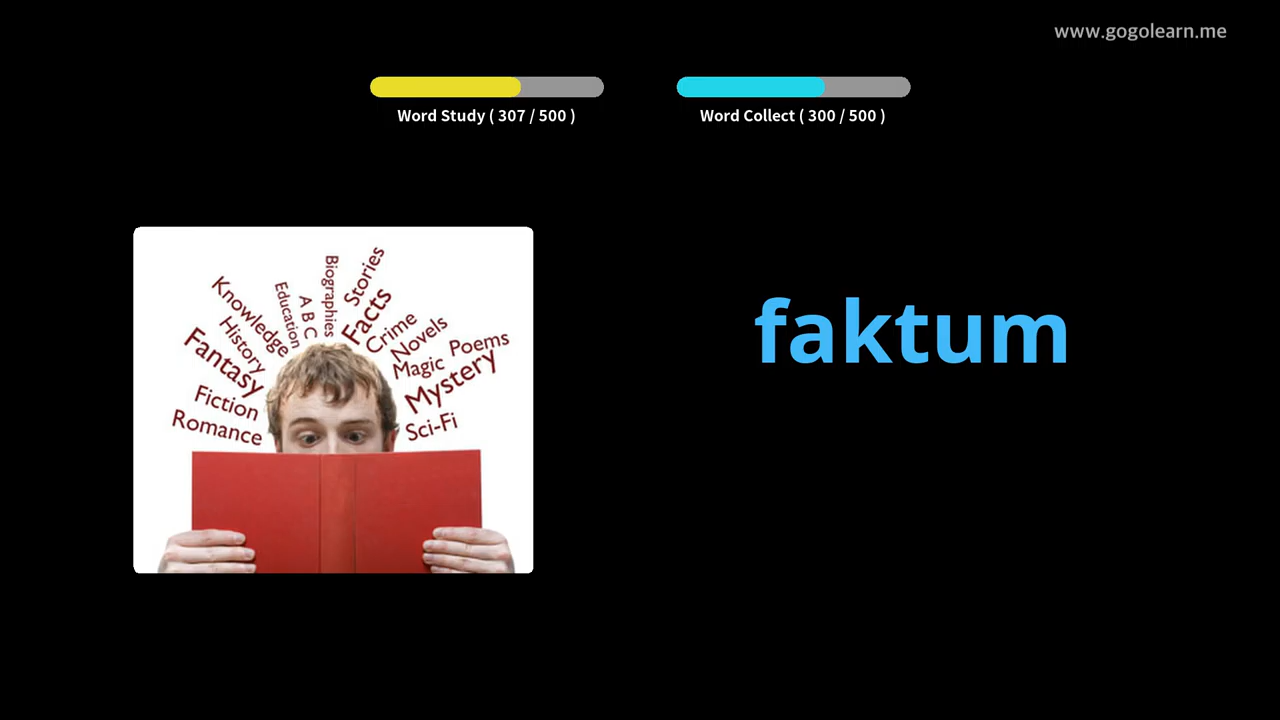 www.gogolearn.me
Word Study ( 307 / 500 )
Word Collect ( 300 / 500 )
Romance
Fiction
Fantasy
History
Knowledge
Education
A B C
Biographies
Stories
Facts
Crime
Novels
Magic
Poems
Mystery
Sci-Fi
faktum